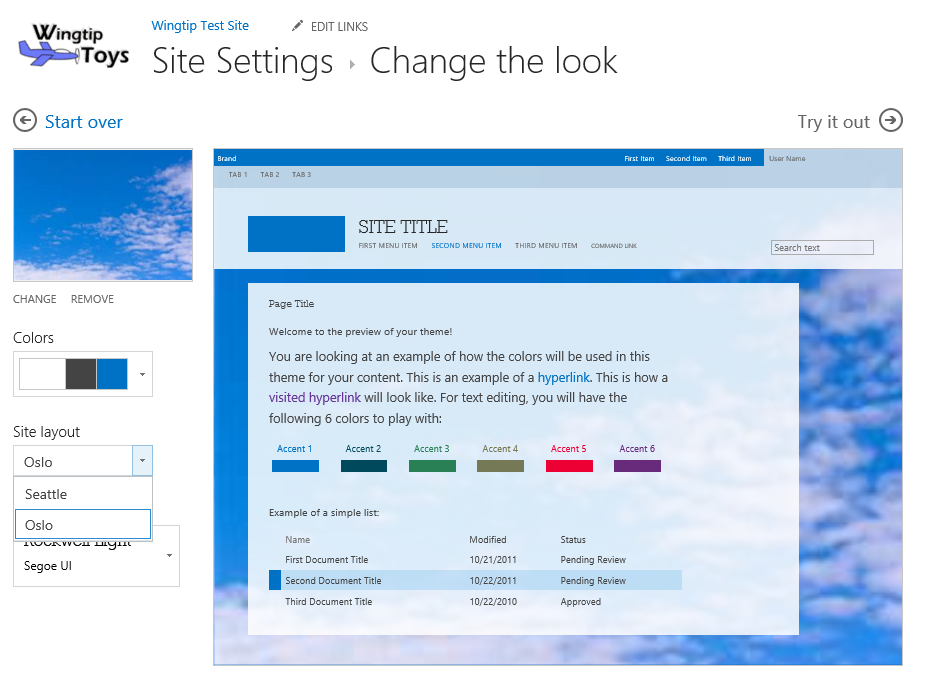 Wingtip Toys
Wingtip Test Site
EDIT LINKS
Site Settings ▸ Change the look
Start over
Try it out
CHANGE REMOVE
Colors
Site layout
Oslo
Seattle
Oslo
Rockwell Light
Segoe UI
Brand First Item Second Item Third Item User Name
TAB 1 TAB 2 TAB 3
SITE TITLE
FIRST MENU ITEM SECOND MENU ITEM THIRD MENU ITEM COMMAND LINK
Search text
Page Title
Welcome to the preview of your theme!
You are looking at an example of how the colors will be used in this
theme for your content. This is an example of a hyperlink. This is how a
visited hyperlink will look like. For text editing, you will have the
following 6 colors to play with:
Accent 1 Accent 2 Accent 3 Accent 4 Accent 5 Accent 6
Example of a simple list:
Name Modified Status
First Document Title 10/21/2011 Pending Review
Second Document Title 10/22/2011 Pending Review
Third Document Title 10/22/2010 Approved